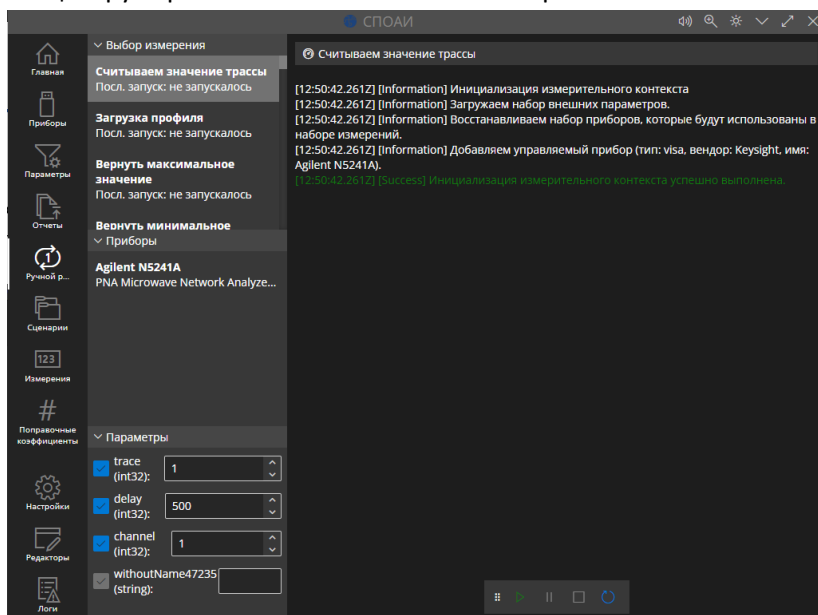 СПОАИ
Главная
Приборы
Параметры
Отчеты
Ручной р...
Сценарии
123
Измерения
#
Поправочные
коэффициенты
Настройки
Редакторы
Логи
Выбор измерения
Считываем значение трассы
Посл. запуск: не запускалось
Загрузка профиля
Посл. запуск: не запускалось
Вернуть максимальное
значение
Посл. запуск: не запускалось
Вернуть минимальное
Приборы
Agilent N5241A
PNA Microwave Network Analyze...
Параметры
trace
(int32):
1
delay
(int32):
500
channel
(int32):
1
withoutName47235
(string):
Считываем значение трассы
[12:50:42.261Z] [Information] Инициализация измерительного контекста
[12:50:42.261Z] [Information] Загружаем набор внешних параметров.
[12:50:42.261Z] [Information] Восстанавливаем набор приборов, которые будут использованы в
наборе измерений.
[12:50:42.261Z] [Information] Добавляем управляемый прибор (тип: visa, вендор: Keysight, имя:
Agilent N5241A).
[12:50:42.261Z] [Success] Инициализация измерительного контекста успешно выполнена.